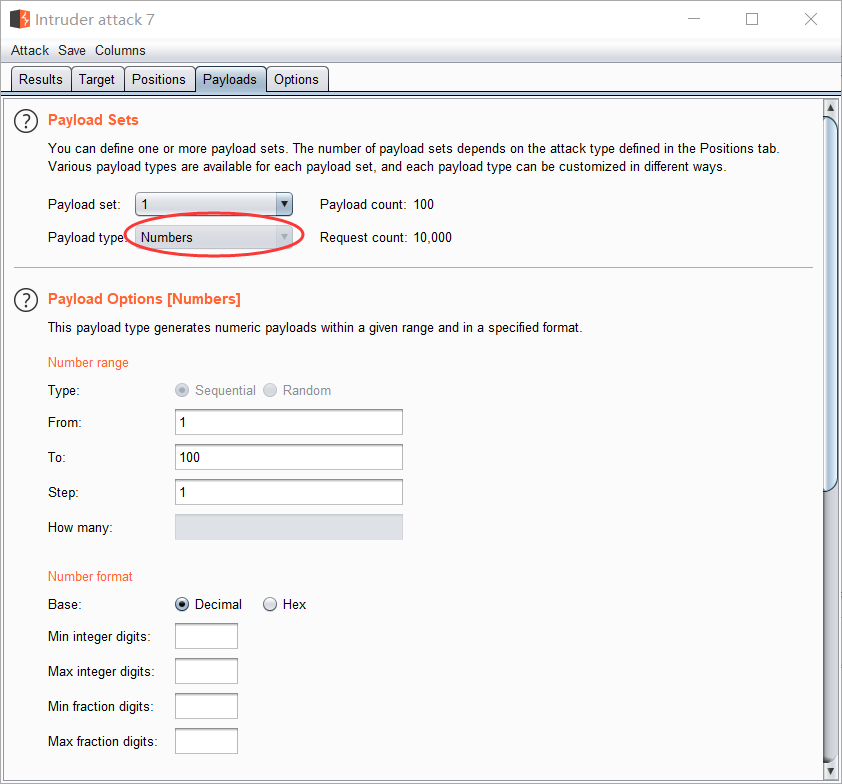 Intruder attack 7
Attack Save Columns
Results Target Positions Payloads Options
? Payload Sets
You can define one or more payload sets. The number of payload sets depends on the attack type defined in the Positions tab.
Various payload types are available for each payload set, and each payload type can be customized in different ways.
Payload set: 1 Payload count: 100
Payload type: Numbers Request count: 10,000
? Payload Options [Numbers]
This payload type generates numeric payloads within a given range and in a specified format.
Number range
Type: Sequential Random
From: 1
To: 100
Step: 1
How many:
Number format
Base: Decimal Hex
Min integer digits:
Max integer digits:
Min fraction digits:
Max fraction digits: